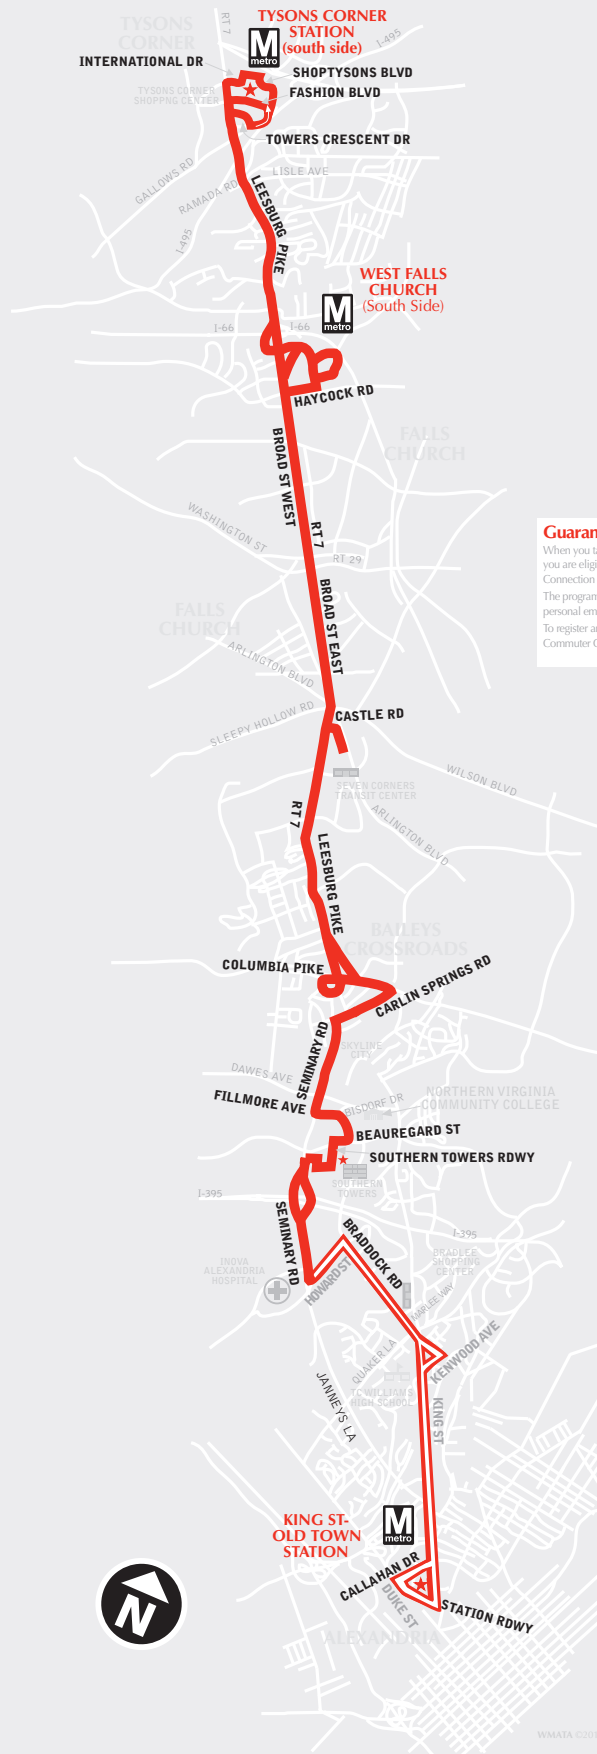 TYSONS CORNER
STATION
(south side)
TYSONS
CORNER
RT 7
I-495
M
metro
INTERNATIONAL DR
SHOPTYSONS BLVD
TYSONS CORNER
SHOPPNG CENTER
FASHION BLVD
TOWERS CRESCENT DR
GALLOWS RD
LISLE AVE
RAMADA RD
I-495
LEESBURG PIKE
WEST FALLS
CHURCH
(South Side)
M
metro
I-66
I-66
HAYCOCK RD
FALLS
CHURCH
BROAD ST WEST
WASHINGTON ST
RT 7
RT 29
Guaran
When you ta
you are eligi
Connection
The program
personal em
To register a
Commuter C
BROAD ST EAST
FALLS
CHURCH
ARLINGTON BLVD
SLEEPY HOLLOW RD
CASTLE RD
WILSON BLVD
SEVEN CORNERS
TRANSIT CENTER
RT 7
ARLINGTON BLVD
LEESBURG PIKE
BAILEYS
CROSSROADS
COLUMBIA PIKE
CARLIN SPRINGS RD
SEMINARY RD
SKYLINE
CITY
DAWES AVE
FILLMORE AVE
BISDORF DR
NORTHERN VIRGINIA
COMMUNITY COLLEGE
BEAUREGARD ST
SOUTHERN TOWERS RDWY
SOUTHERN
TOWERS
I-395
SEMINARY RD
BRADDOCK RD
I-395
INOVA
ALEXANDRIA
HOSPITAL
HOWARD ST
BRADLEE
SHOPPING
CENTER
MARLEE WAY
QUAKER LA
KENWOOD AVE
JANNEYS LA
TC WILLIAMS
HIGH SCHOOL
KING ST
KING ST-
OLD TOWN
STATION
M
metro
CALLAHAN DR
DUKE ST
STATION RDWY
N
ALEXANDRIA
WMATA ©20